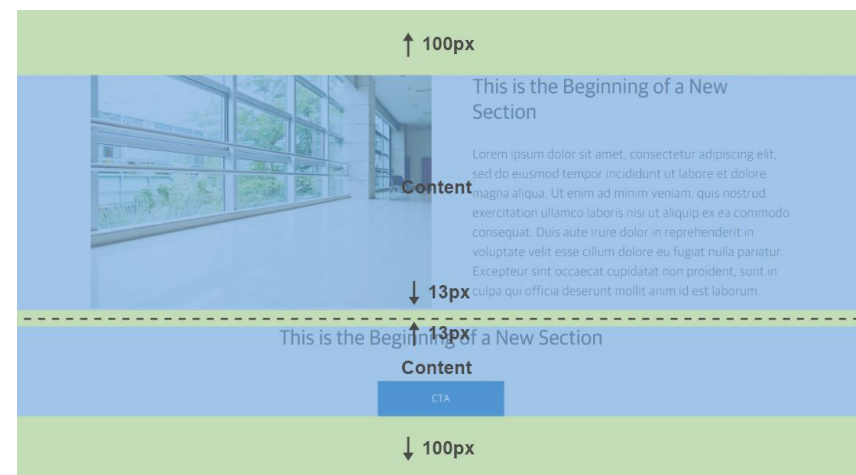 ↑ 100px
This is the Beginning of a New
Section
Lorem ipsum dolor sit amet, consectetur adipiscing elit,
sed do eiusmod tempor incididunt ut labore et dolore
Content
magna aliqua. Ut enim ad minim veniam, quis nostrud
exercitation ullamco laboris nisi ut aliquip ex ea commodo
consequat. Duis aute irure dolor in reprehenderit in
voluptate velit esse cillum dolore eu fugiat nulla pariatur.
Excepteur sint occaecat cupidatat non proident, sunt in
culpa qui officia deserunt mollit anim id est laborum.
↓ 13px
↑ 13px
This is the Beginning of a New Section
Content
CTA
↓ 100px